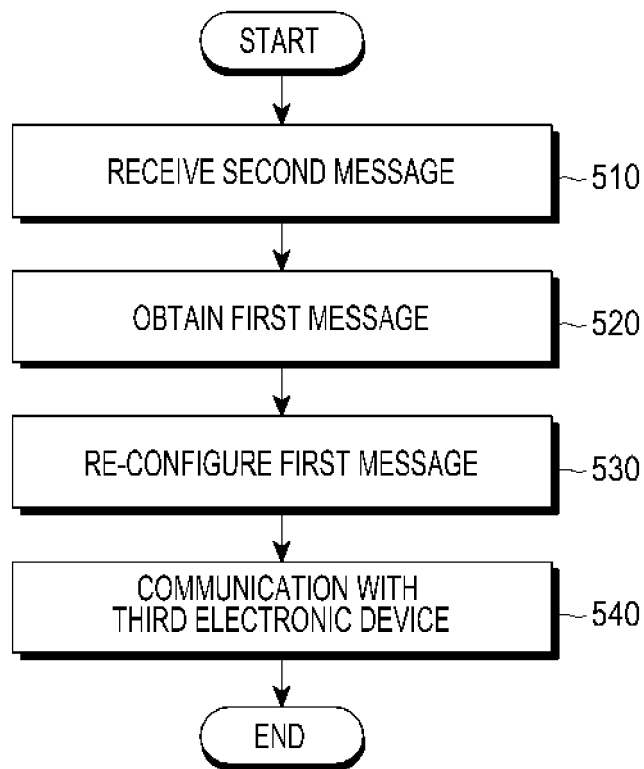 START
RECEIVE SECOND MESSAGE
510
OBTAIN FIRST MESSAGE
520
RE-CONFIGURE FIRST MESSAGE
530
COMMUNICATION WITH
THIRD ELECTRONIC DEVICE
540
END